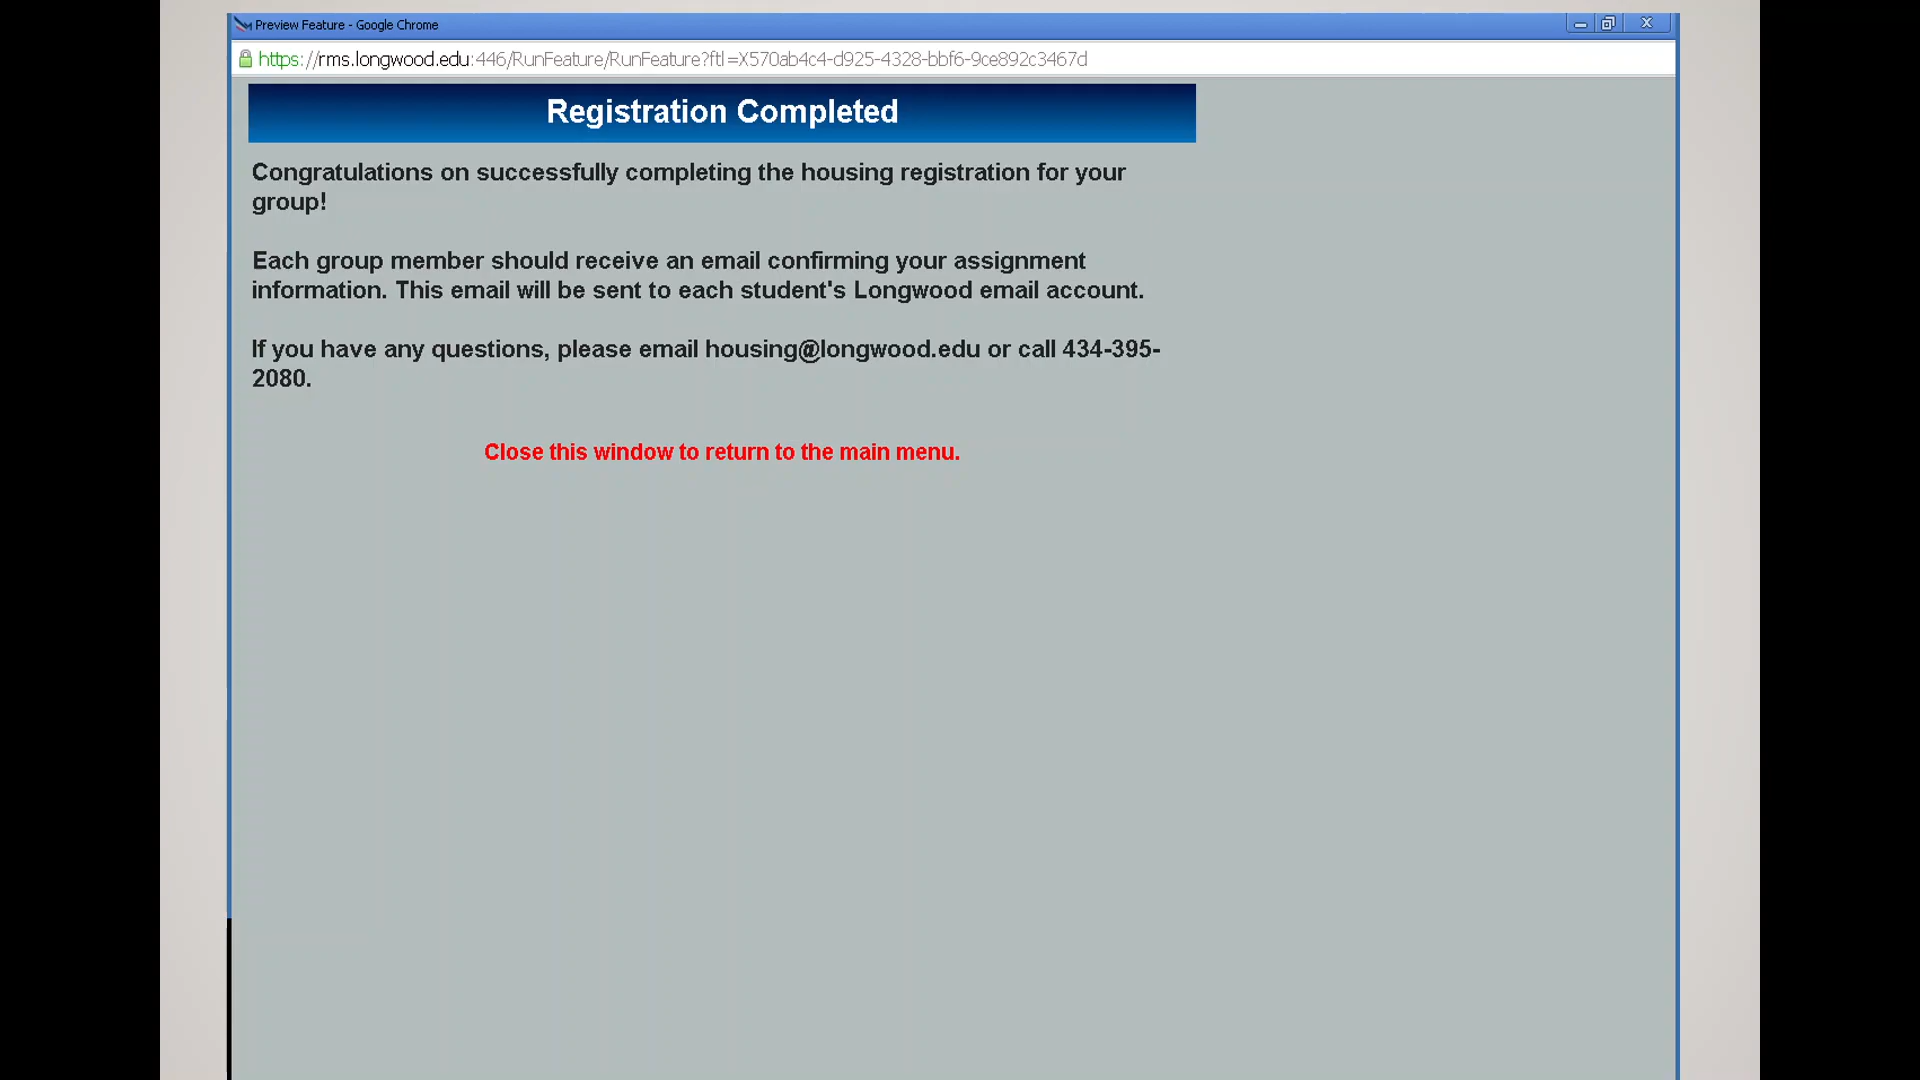 Preview Feature - Google Chrome
https://rms.longwood.edu:446/RunFeature/RunFeature?ftl=X570ab4c4-d925-4328-bbf6-9ce892c3467d
Registration Completed
Congratulations on successfully completing the housing registration for your
group!
Each group member should receive an email confirming your assignment
information. This email will be sent to each student's Longwood email account.
If you have any questions, please email housing@longwood.edu or call 434-395-
2080.
Close this window to return to the main menu.